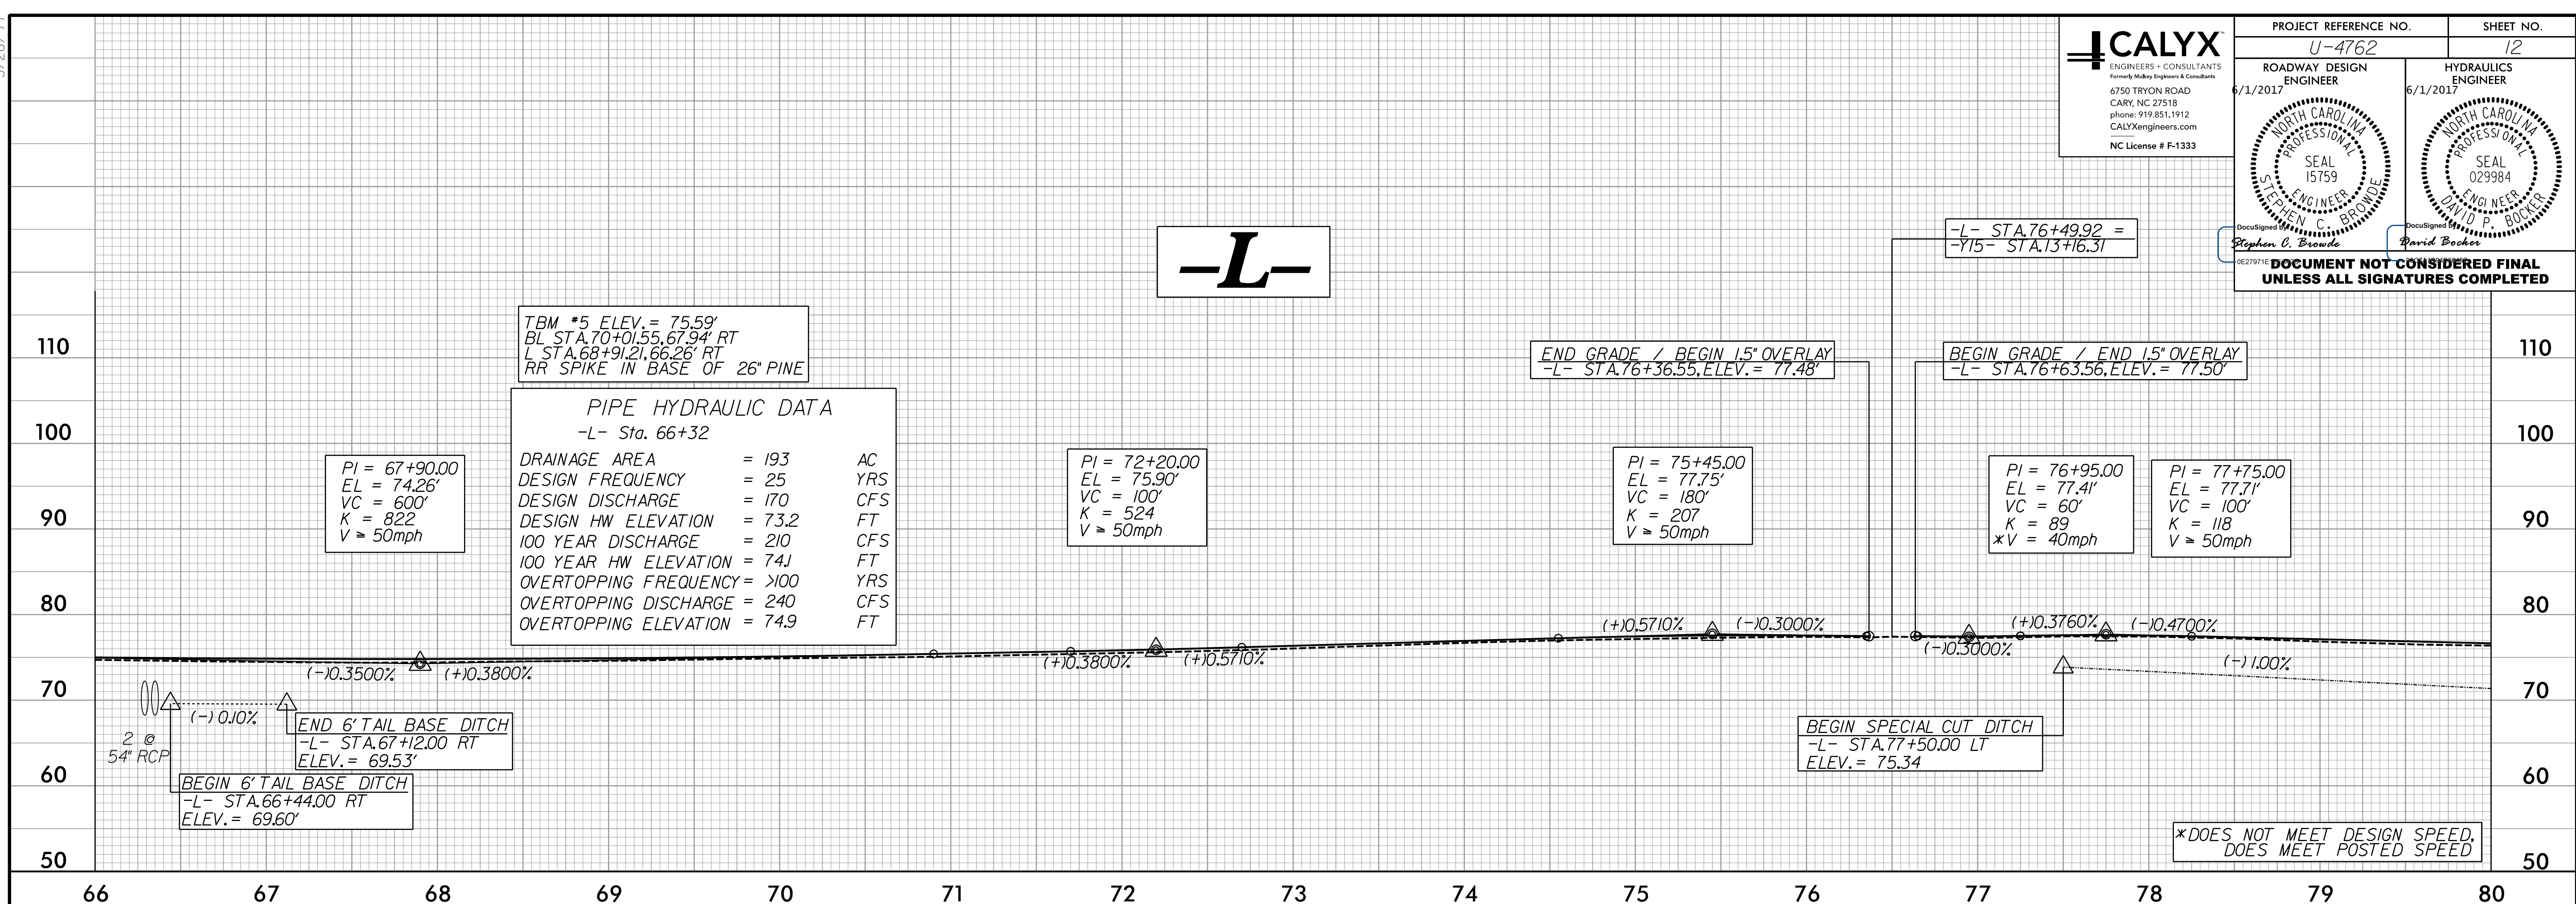 CALYX
ENGINEERS + CONSULTANTS
Formerly Mulkey Engineers & Consultants
6750 TRYON ROAD
CARY, NC 27518
phone: 919.851.1912
CALYXengineers.com
NC License # F-1333
PROJECT REFERENCE NO.
SHEET NO.
U-4762
12
ROADWAY DESIGN
ENGINEER
HYDRAULICS
ENGINEER
6/1/2017
6/1/2017
NORTH CAROLINA
PROFESSIONAL
SEAL
15759
ENGINEER
STEPHEN C. BROWDE
NORTH CAROLINA
PROFESSIONAL
SEAL
029984
ENGINEER
DAVID P. BOCKER
DocuSigned by
Stephen C. Browde
DocuSigned by
David Bocker
DOCUMENT NOT CONSIDERED FINAL
UNLESS ALL SIGNATURES COMPLETED
-L- STA.76+49.92 =
-Y15- STA.13+16.31
-L-
TBM #5 ELEV.= 75.59'
BL STA.70+01.55,67.94' RT
L STA.68+91.21,66.26' RT
RR SPIKE IN BASE OF 26" PINE
END GRADE / BEGIN 1.5" OVERLAY
-L- STA.76+36.55,ELEV.= 77.48'
BEGIN GRADE / END 1.5" OVERLAY
-L- STA.76+63.56,ELEV.= 77.50'
PIPE HYDRAULIC DATA
-L- Sta. 66+32
DRAINAGE AREA = 193 AC
DESIGN FREQUENCY = 25 YRS
DESIGN DISCHARGE = 170 CFS
DESIGN HW ELEVATION = 73.2 FT
100 YEAR DISCHARGE = 210 CFS
100 YEAR HW ELEVATION = 74.1 FT
OVERTOPPING FREQUENCY = >100 YRS
OVERTOPPING DISCHARGE = 240 CFS
OVERTOPPING ELEVATION = 74.9 FT
PI = 67+90.00
EL = 74.26'
VC = 600'
K = 822
V ≥ 50mph
PI = 72+20.00
EL = 75.90'
VC = 100'
K = 524
V ≥ 50mph
PI = 75+45.00
EL = 77.75'
VC = 180'
K = 207
V ≥ 50mph
PI = 76+95.00
EL = 77.41'
VC = 60'
K = 89
*V = 40mph
PI = 77+75.00
EL = 77.71'
VC = 100'
K = 118
V ≥ 50mph
110
100
90
80
70
60
50
110
100
90
80
70
60
50
(-)0.3500%
(+)0.3800%
(+)0.3800%
(+)0.5710%
(+)0.5710%
(-)0.3000%
(-)0.3000%
(+)0.3760%
(-)0.4700%
(-)1.00%
(-)0.10%
2 @
54" RCP
END 6' TAIL BASE DITCH
-L- STA.67+12.00 RT
ELEV.= 69.53'
BEGIN 6' TAIL BASE DITCH
-L- STA.66+44.00 RT
ELEV.= 69.60'
BEGIN SPECIAL CUT DITCH
-L- STA.77+50.00 LT
ELEV.= 75.34
*DOES NOT MEET DESIGN SPEED,
DOES MEET POSTED SPEED
66 67 68 69 70 71 72 73 74 75 76 77 78 79 80